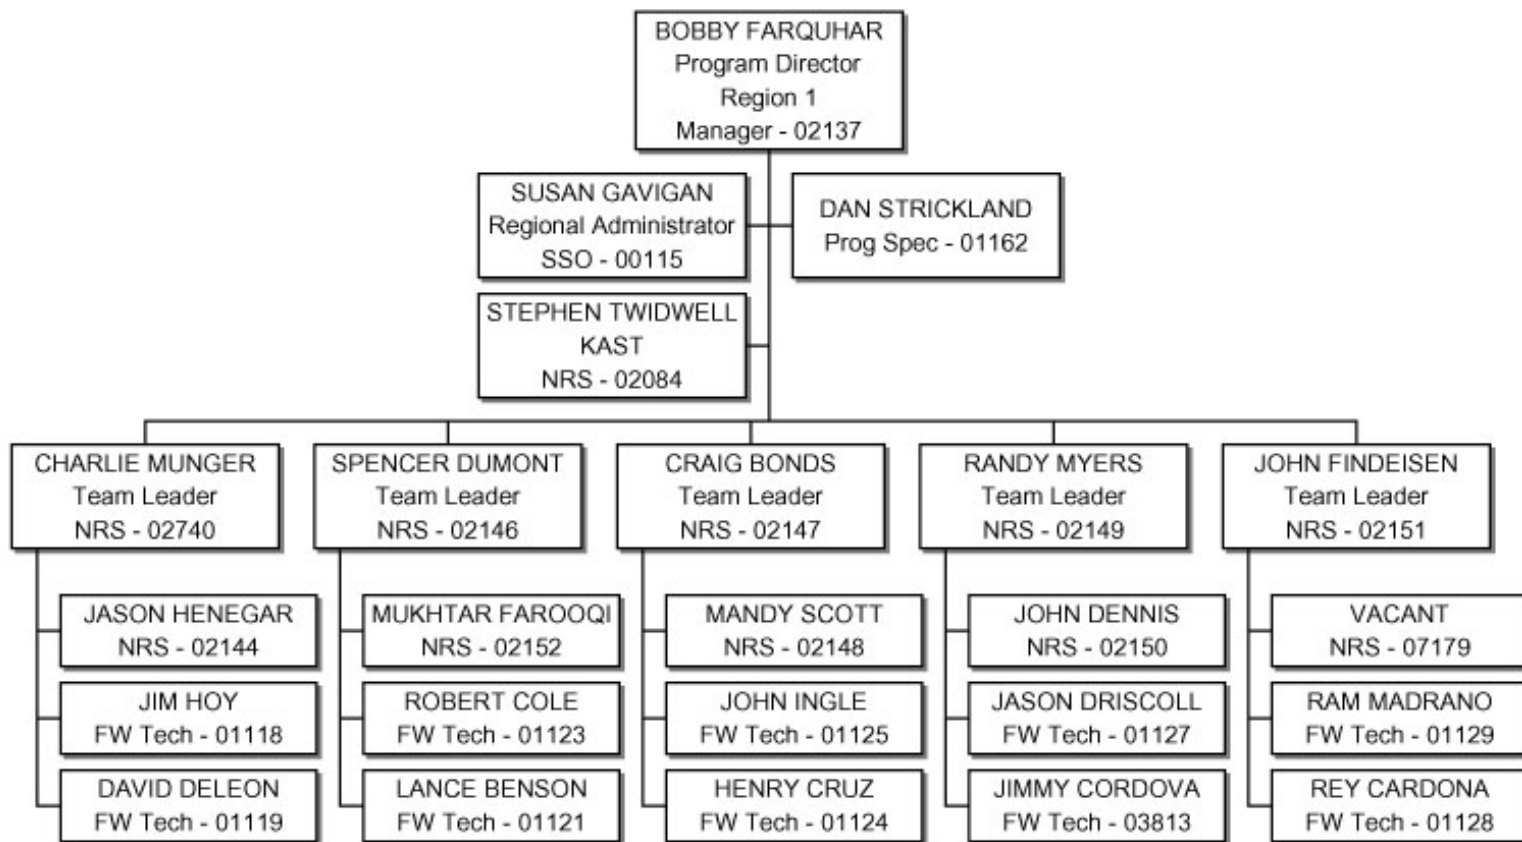 BOBBY FARQUHAR
Program Director
Region 1
Manager - 02137
SUSAN GAVIGAN
Regional Administrator
SSO - 00115
DAN STRICKLAND
Prog Spec - 01162
STEPHEN TWIDWELL
KAST
NRS - 02084
CHARLIE MUNGER
Team Leader
NRS - 02740
JASON HENEGAR
NRS - 02144
JIM HOY
FW Tech - 01118
DAVID DELEON
FW Tech - 01119
SPENCER DUMONT
Team Leader
NRS - 02146
MUKHTAR FAROOQI
NRS - 02152
ROBERT COLE
FW Tech - 01123
LANCE BENSON
FW Tech - 01121
CRAIG BONDS
Team Leader
NRS - 02147
MANDY SCOTT
NRS - 02148
JOHN INGLE
FW Tech - 01125
HENRY CRUZ
FW Tech - 01124
RANDY MYERS
Team Leader
NRS - 02149
JOHN DENNIS
NRS - 02150
JASON DRISCOLL
FW Tech - 01127
JIMMY CORDOVA
FW Tech - 03813
JOHN FINDEISEN
Team Leader
NRS - 02151
VACANT
NRS - 07179
RAM MADRANO
FW Tech - 01129
REY CARDONA
FW Tech - 01128